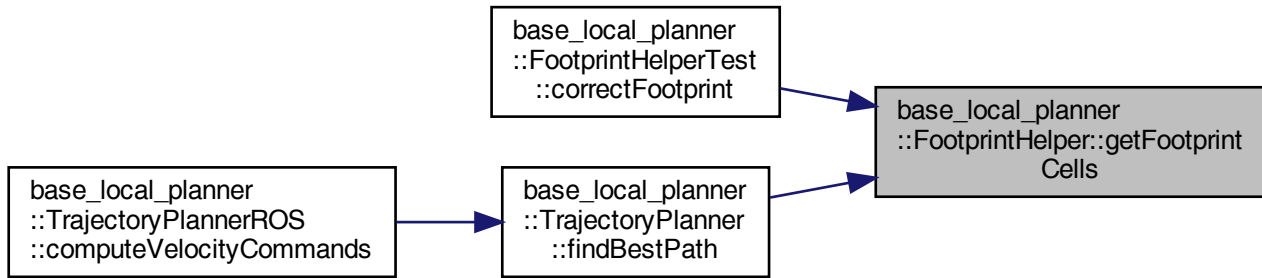 base_local_planner
::FootprintHelperTest
::correctFootprint
base_local_planner
::FootprintHelper::getFootprint
Cells
base_local_planner
::TrajectoryPlannerROS
::computeVelocityCommands
base_local_planner
::TrajectoryPlanner
::findBestPath